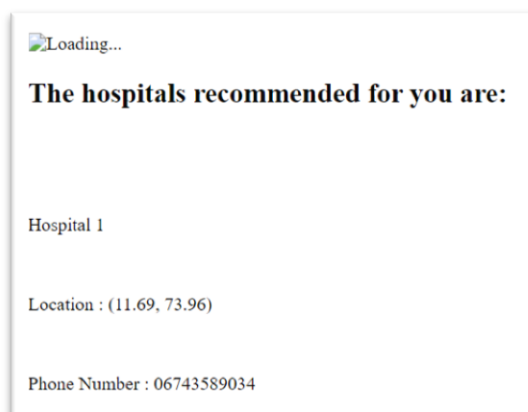 Loading...
The hospitals recommended for you are:
Hospital 1
Location : (11.69, 73.96)
Phone Number : 06743589034